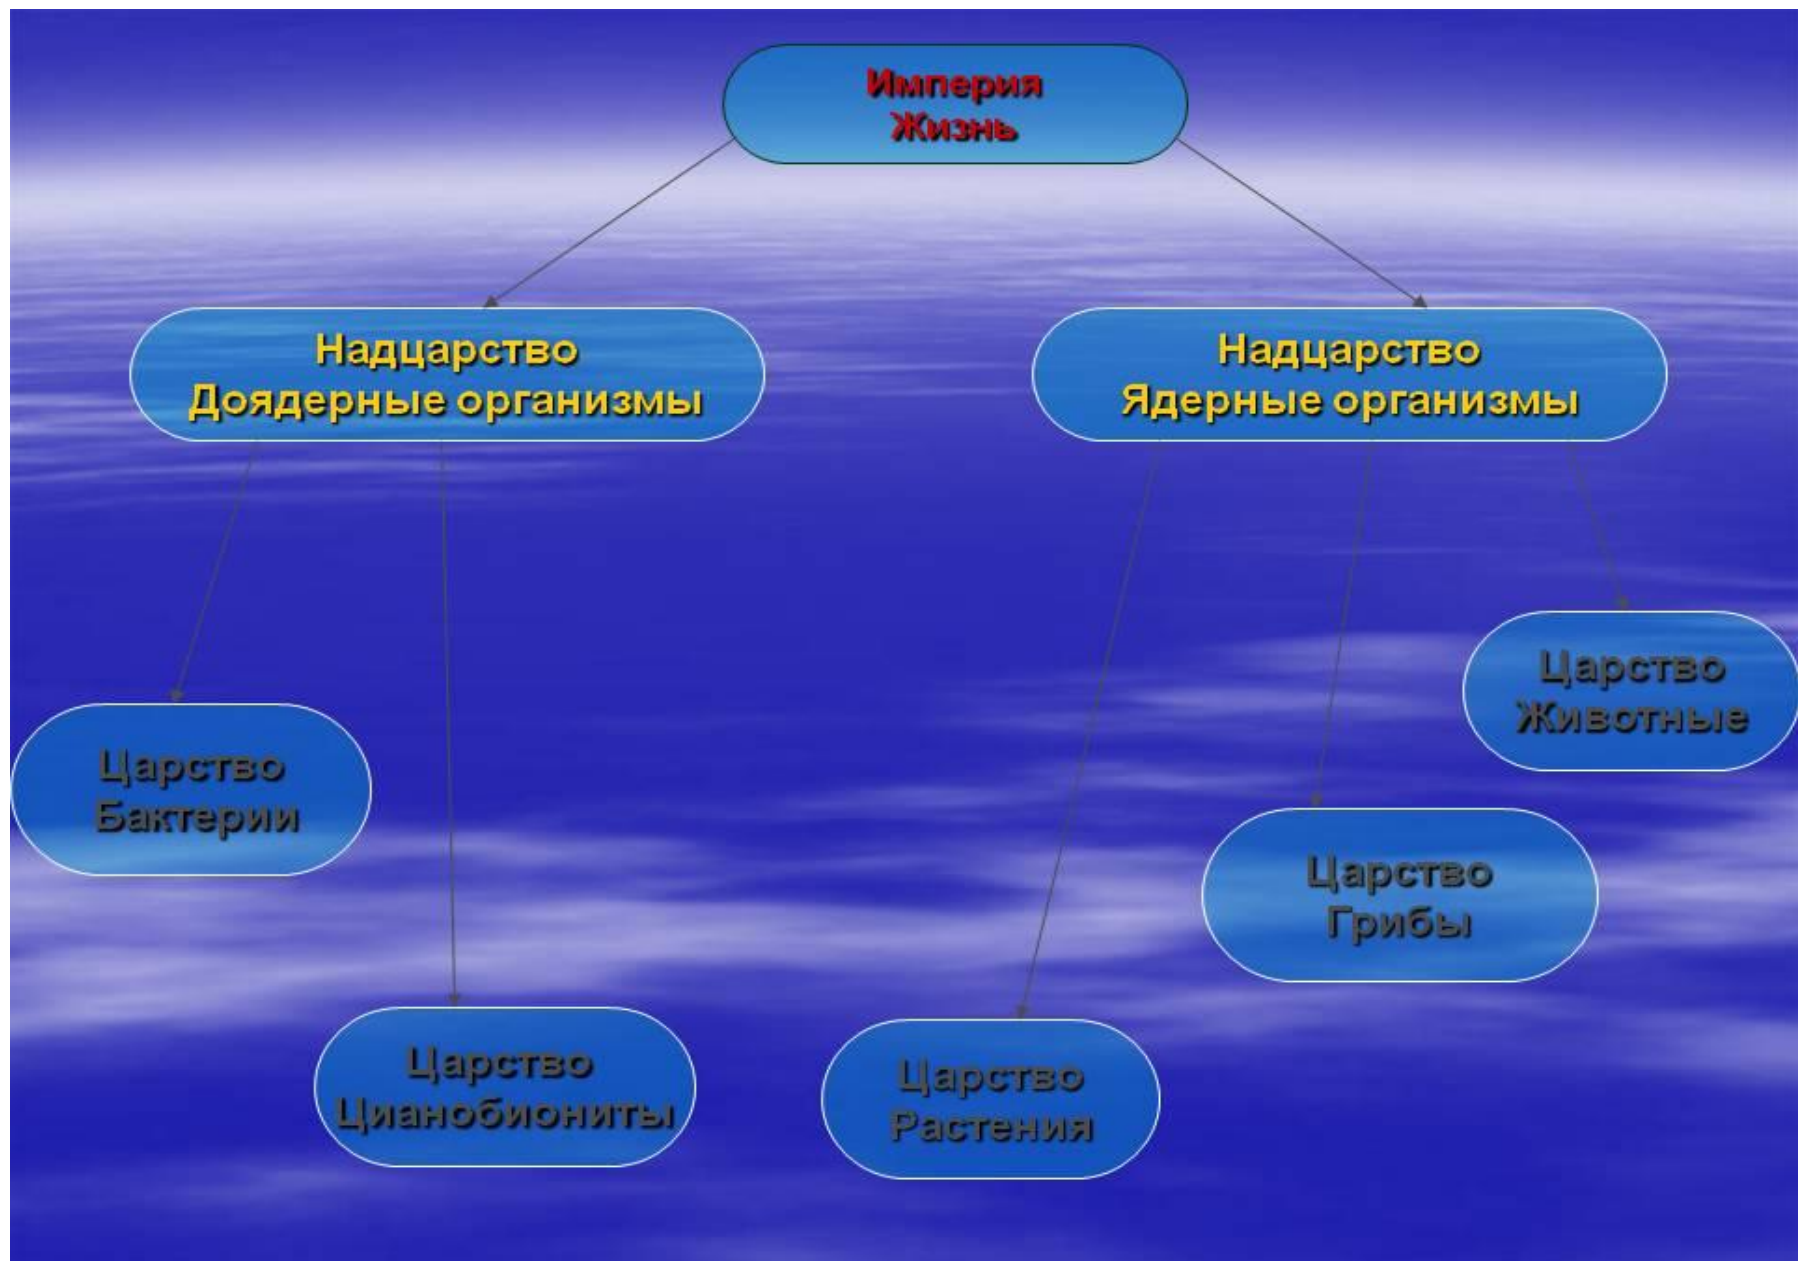 Империя
Жизнь
Надцарство
Доядерные организмы
Надцарство
Ядерные организмы
Царство
Животные
Царство
Бактерии
Царство
Грибы
Царство
Цианобиониты
Царство
Растения